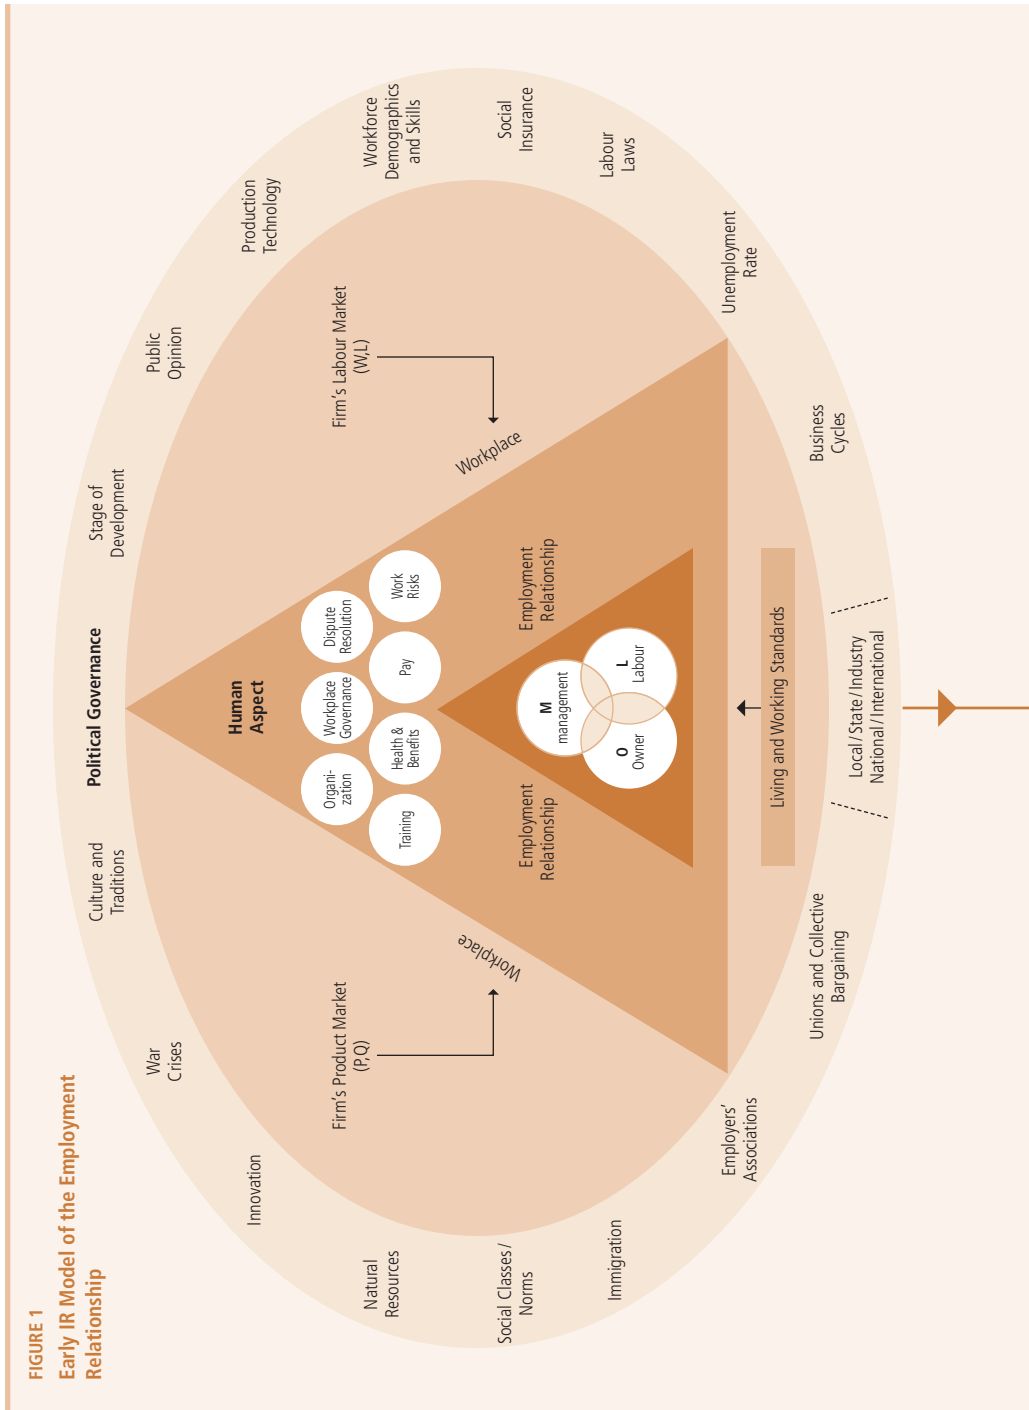 FIGURE 1
Early IR Model of the Employment
Relationship
Political Governance
Culture and
Traditions
Stage of
Development
War
Crises
Public
Opinion
Innovation
Production
Technology
Natural
Resources
Workforce
Demographics
and Skills
Social Classes/
Norms
Social
Insurance
Immigration
Labour
Laws
Employers’
Associations
Unemployment
Rate
Unions and Collective
Bargaining
Business
Cycles
Local/State/Industry
National/International
Firm’s Product Market
(P,Q)
Firm’s Labour Market
(W,L)
Workplace
Workplace
Human
Aspect
Organi-
zation
Workplace
Governance
Dispute
Resolution
Training
Health &
Benefits
Pay
Work
Risks
Employment
Relationship
Employment
Relationship
M
management
O
Owner
L
Labour
Living and Working Standards